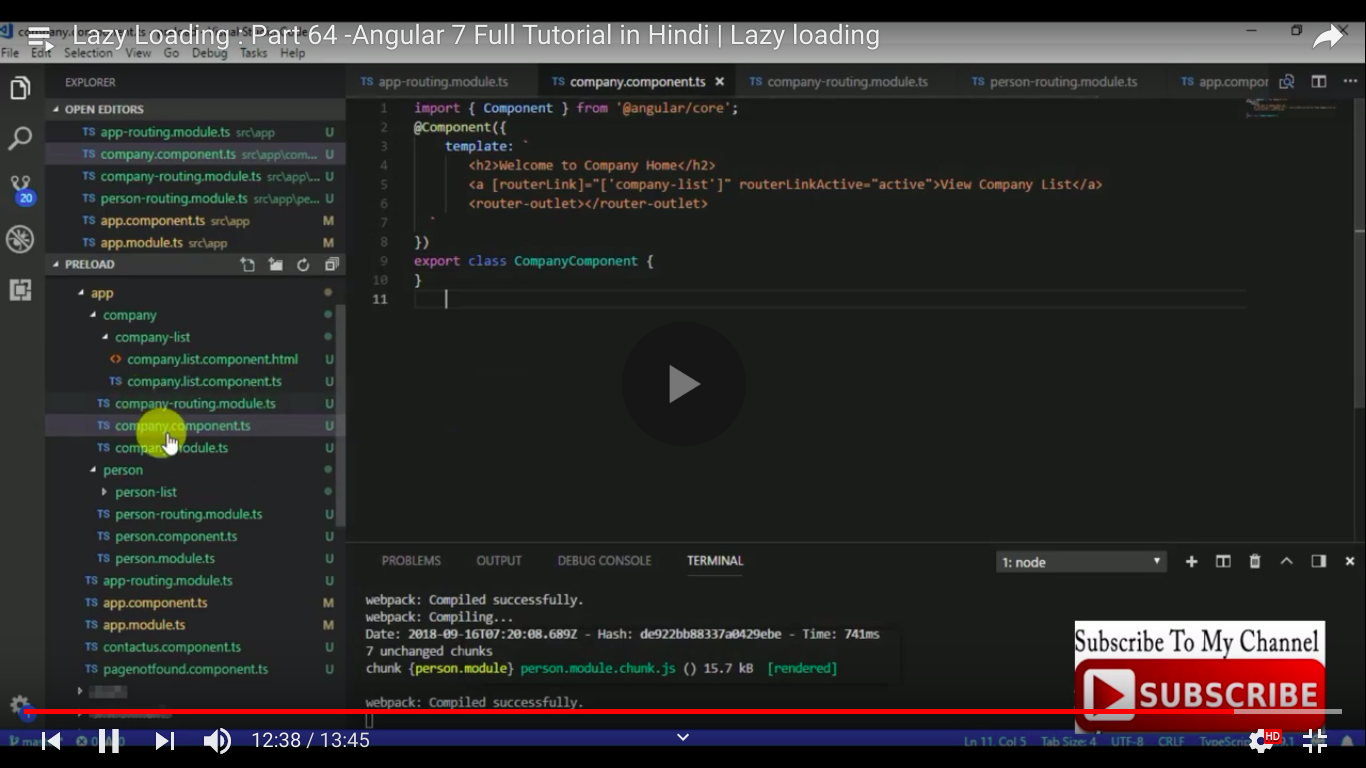 Lazy Loading : Part 64 -Angular 7 Full Tutorial in Hindi | Lazy loading
File Edit Selection View Go Debug Tasks Help
EXPLORER
OPEN EDITORS
TS app-routing.module.ts src\app U
TS company.component.ts src\app\com... U
TS company-routing.module.ts src\app\... U
TS person-routing.module.ts src\app\pe... U
TS app.component.ts src\app M
TS app.module.ts src\app M
20
PRELOAD
app
company
company-list
<> company.list.component.html U
TS company.list.component.ts U
TS company-routing.module.ts U
TS company.component.ts U
TS company.module.ts U
person
person-list
TS person-routing.module.ts U
TS person.component.ts U
TS person.module.ts U
TS app-routing.module.ts U
TS app.component.ts M
TS app.module.ts M
TS contactus.component.ts U
TS pagenotfound.component.ts U
TS app-routing.module.ts TS company.component.ts × TS company-routing.module.ts TS person-routing.module.ts TS app.compor
1 import { Component } from '@angular/core';
2 @Component({
3 template: `
4 <h2>Welcome to Company Home</h2>
5 <a [routerLink]="['company-list']" routerLinkActive="active">View Company List</a>
6 <router-outlet></router-outlet>
7 `
8 })
9 export class CompanyComponent {
10 }
11
PROBLEMS OUTPUT DEBUG CONSOLE TERMINAL 1: node
webpack: Compiled successfully.
webpack: Compiling...
Date: 2018-09-16T07:20:08.689Z - Hash: de922bb88337a0429ebe - Time: 741ms
7 unchanged chunks
chunk {person.module} person.module.chunk.js () 15.7 kB [rendered]
webpack: Compiled successfully.
Subscribe To My Channel
SUBSCRIBE
12:38 / 13:45
HD
Ln 11, Col 5 Tab Size: 4 UTF-8 CRLF